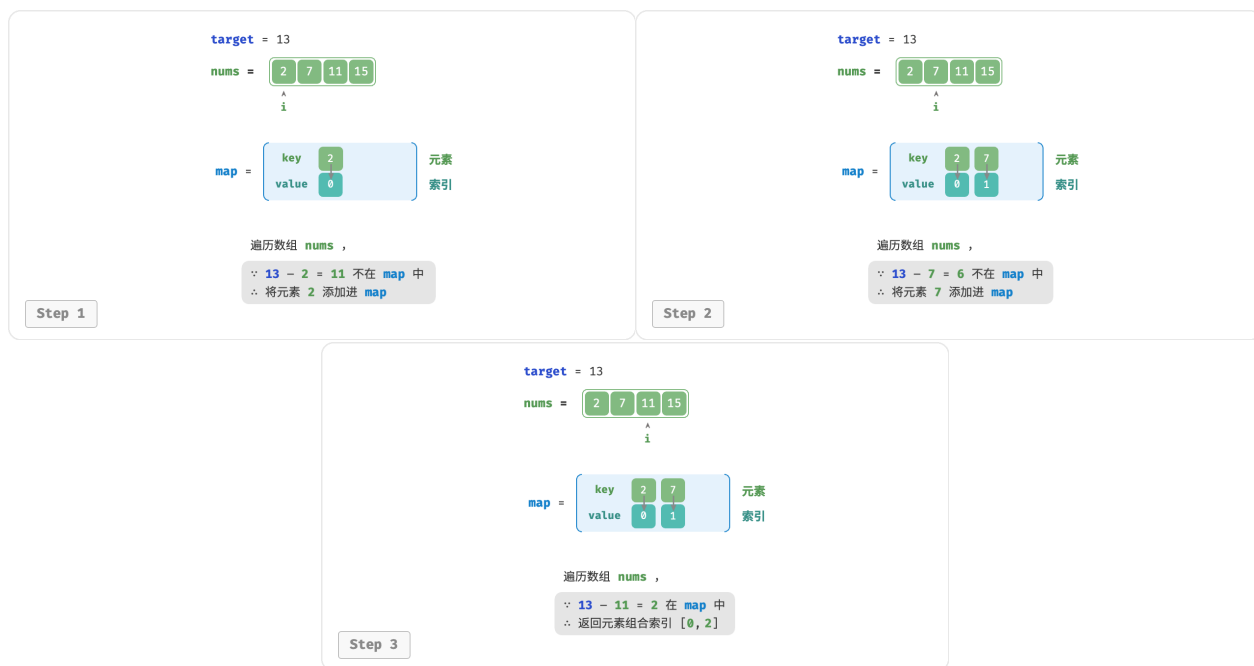 target = 13
nums = 2 7 11 15
i
map =
key 2
value 0
元素
索引
遍历数组 nums ，
∵ 13 − 2 = 11 不在 map 中
∴ 将元素 2 添加进 map
Step 1
target = 13
nums = 2 7 11 15
i
map =
key 2 7
value 0 1
元素
索引
遍历数组 nums ，
∵ 13 − 7 = 6 不在 map 中
∴ 将元素 7 添加进 map
Step 2
target = 13
nums = 2 7 11 15
i
map =
key 2 7
value 0 1
元素
索引
遍历数组 nums ，
∵ 13 − 11 = 2 在 map 中
∴ 返回元素组合索引 [0,2]
Step 3